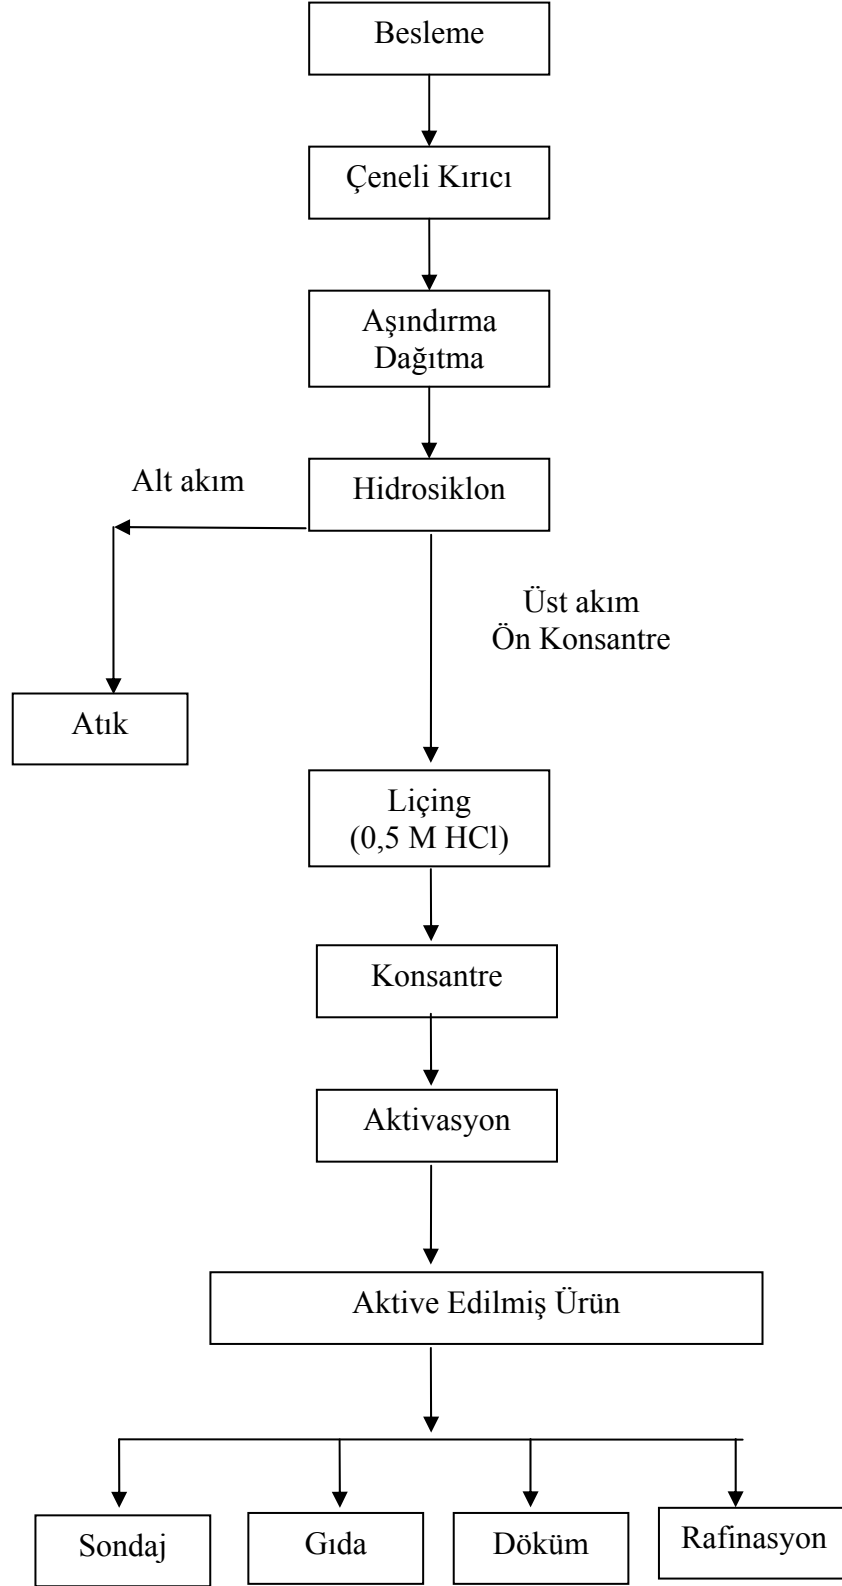 Besleme
Çeneli Kırıcı
Aşındırma
Dağıtma
Alt akım
Hidrosiklon
Üst akım
Ön Konsantre
Atık
Liçing
(0,5 M HCl)
Konsantre
Aktivasyon
Aktive Edilmiş Ürün
Sondaj
Gıda
Döküm
Rafinasyon